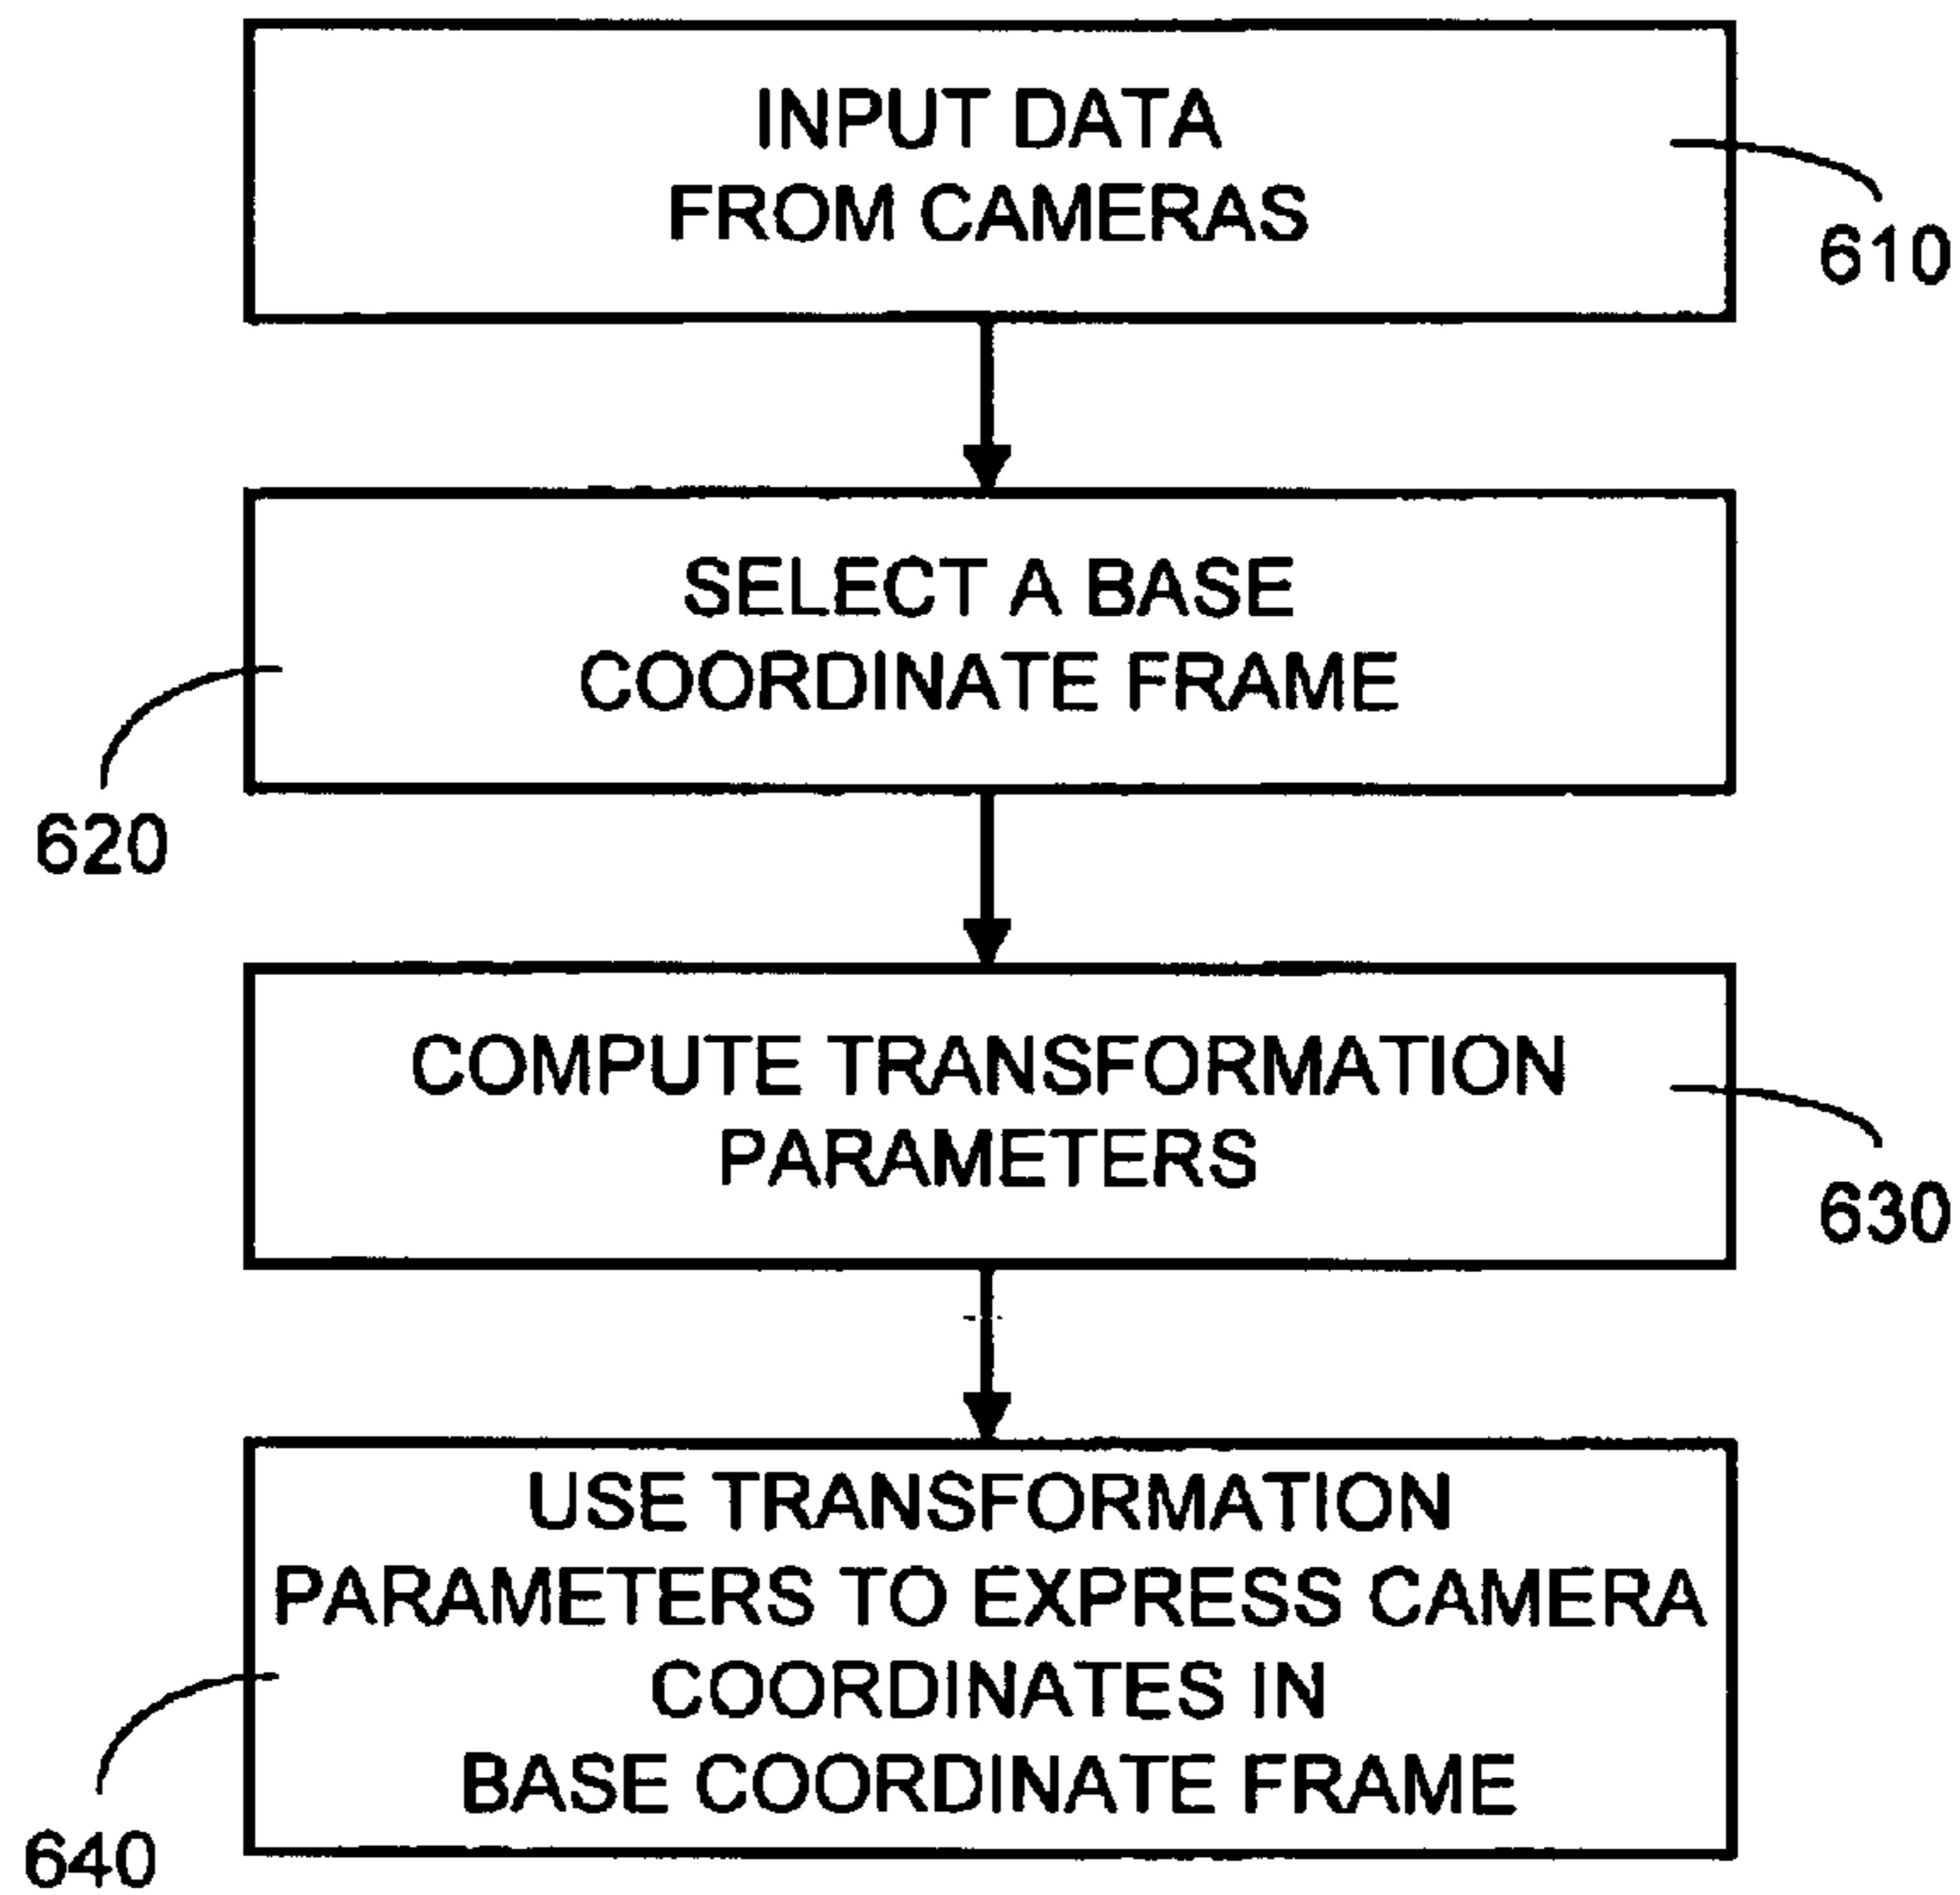 INPUT DATA
FROM CAMERAS
610
SELECT A BASE
COORDINATE FRAME
620
COMPUTE TRANSFORMATION
PARAMETERS
630
USE TRANSFORMATION
PARAMETERS TO EXPRESS CAMERA
COORDINATES IN
BASE COORDINATE FRAME
640